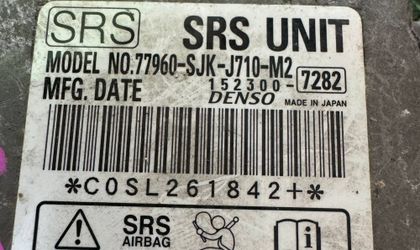 SRS SRS UNIT
MODEL NO.77960-SJK-J710-M2
MFG. DATE 152300-7282
DENSO MADE IN JAPAN
*C0SL261842+*
SRS
AIRBAG
i